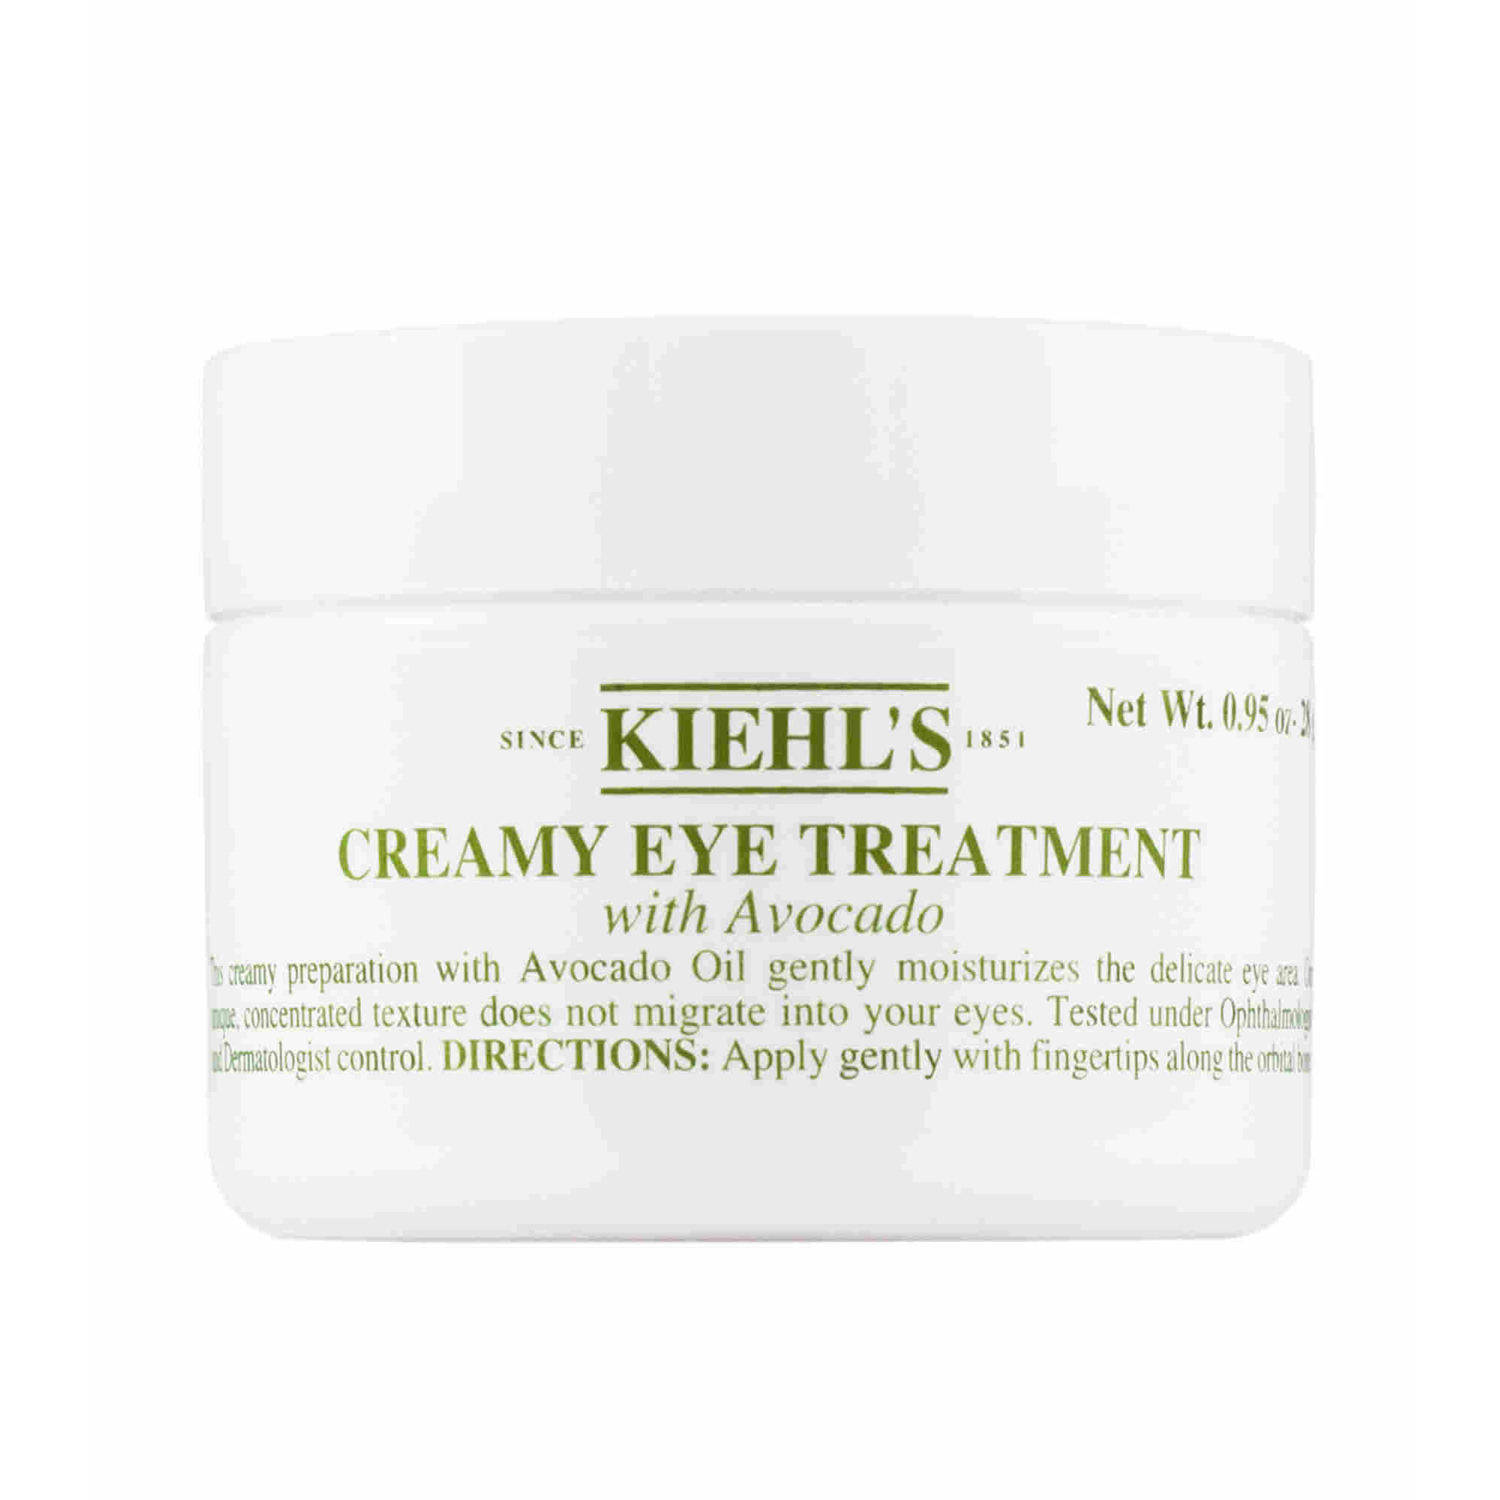 SINCE KIEHL'S 1851
Net Wt. 0.95 oz.
CREAMY EYE TREATMENT
with Avocado
creamy preparation with Avocado Oil gently moisturizes the delicate eye area
concentrated texture does not migrate into your eyes. Tested under
Dermatologist control. DIRECTIONS: Apply gently with fingertips along the orbital